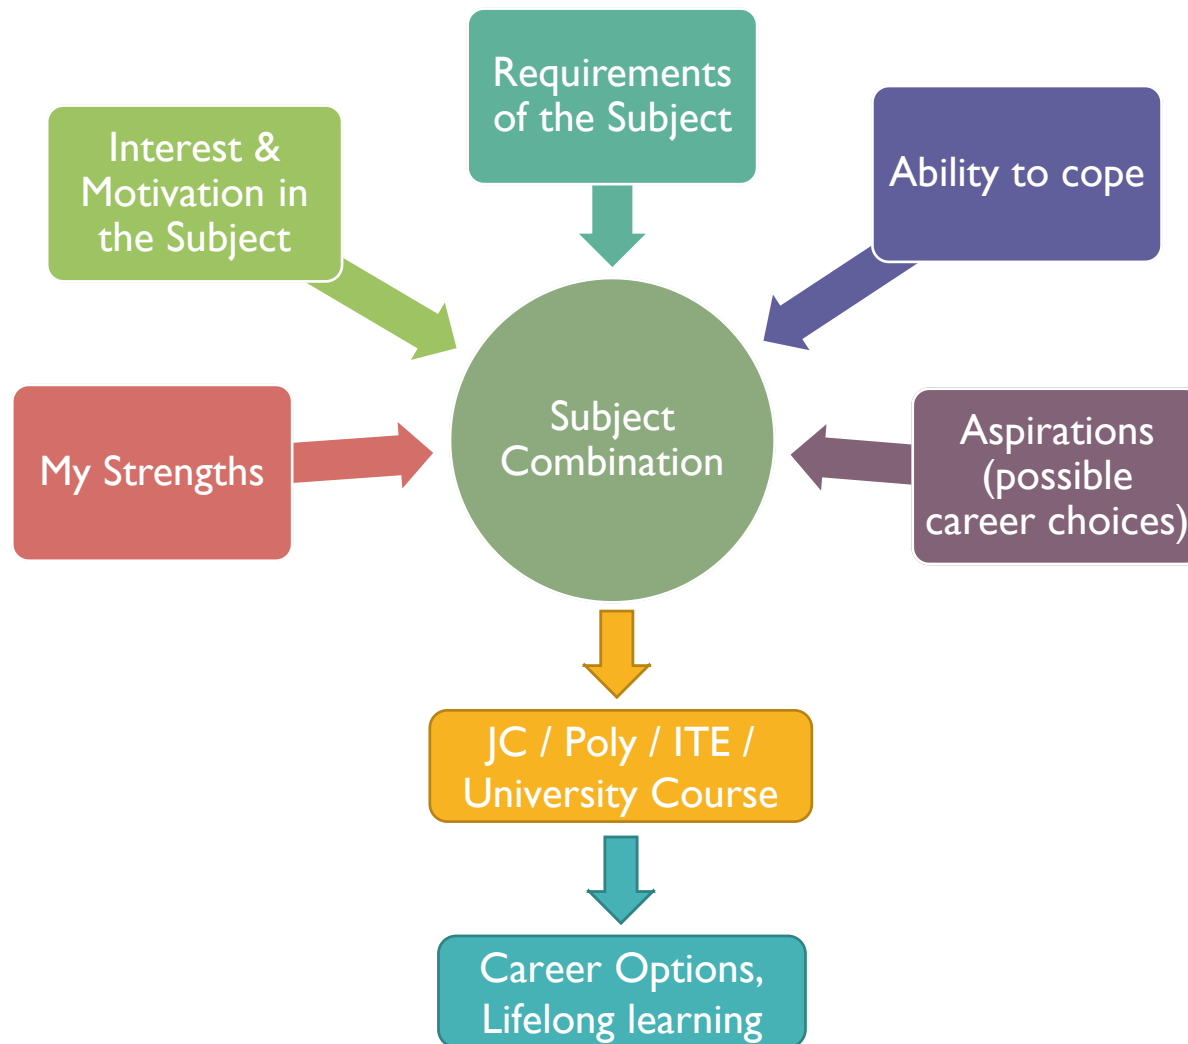 Requirements
of the Subject
Interest &
Motivation in
the Subject
Ability to cope
My Strengths
Subject
Combination
Aspirations
(possible
career choices)
JC / Poly / ITE /
University Course
Career Options,
Lifelong learning